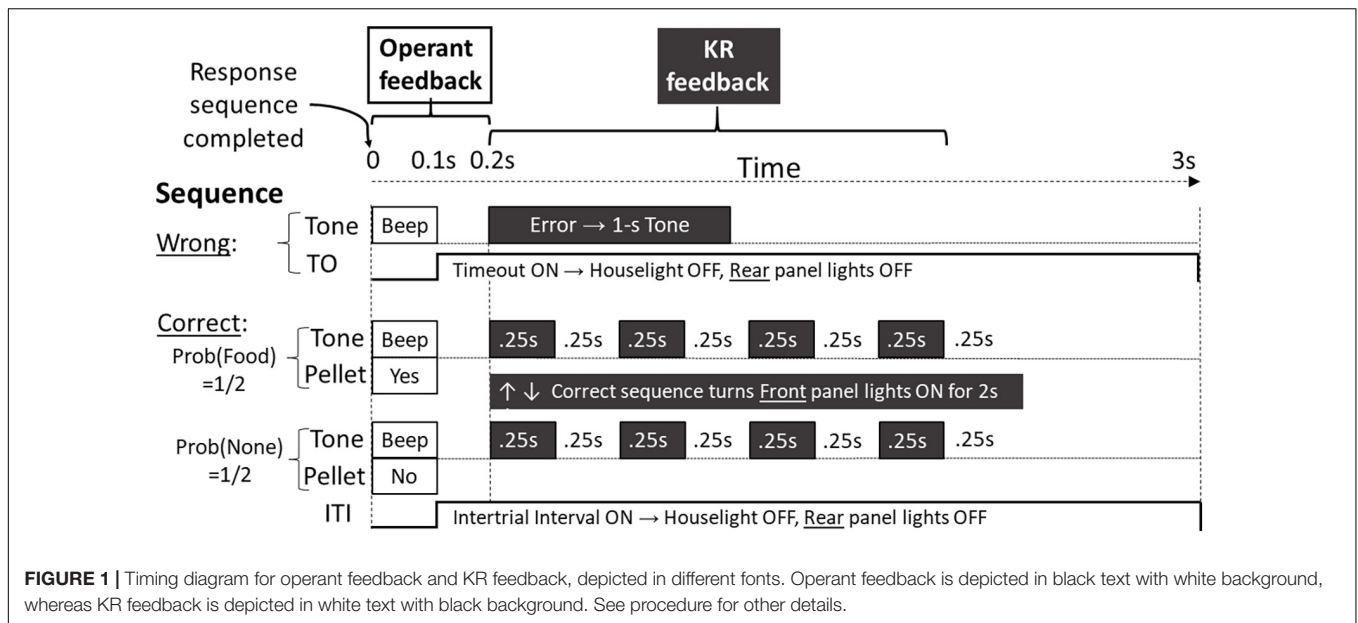 Operant
feedback
KR
feedback
Response
sequence
completed
0 0.1s 0.2s Time 3s
Sequence
Wrong:
Tone Beep Error → 1-s Tone
TO Timeout ON → Houselight OFF, Rear panel lights OFF
Correct:
Prob(Food)
=1/2
Tone Beep .25s .25s .25s .25s .25s .25s .25s .25s
Pellet Yes ↑ ↓ Correct sequence turns Front panel lights ON for 2s
Prob(None)
=1/2
Tone Beep .25s .25s .25s .25s .25s .25s .25s .25s
Pellet No
ITI Intertrial Interval ON → Houselight OFF, Rear panel lights OFF
FIGURE 1 | Timing diagram for operant feedback and KR feedback, depicted in different fonts. Operant feedback is depicted in black text with white background,
whereas KR feedback is depicted in white text with black background. See procedure for other details.